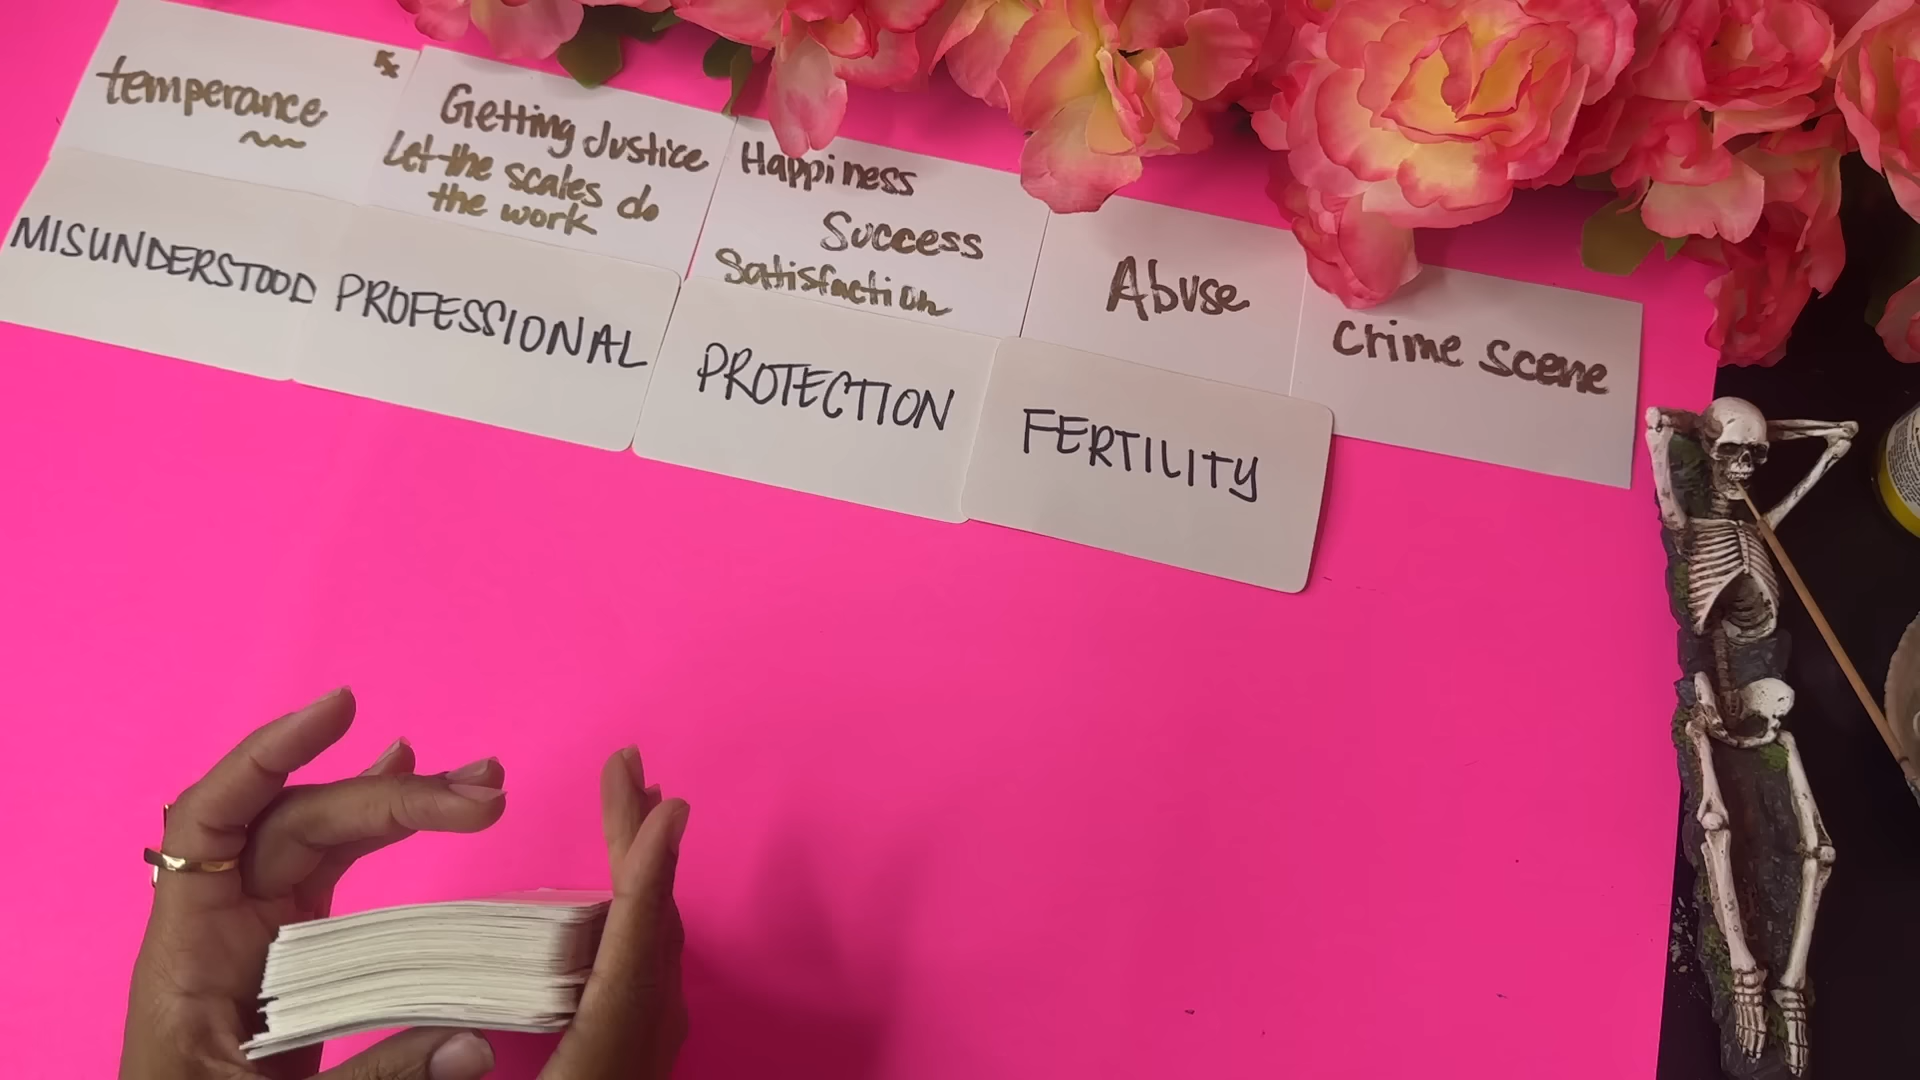 temperance
Getting Justice
Let the scales do
the work
Happiness
Success
Satisfaction
Abuse
Crime Scene
MISUNDERSTOOD
PROFESSIONAL
PROTECTION
FERTILITY